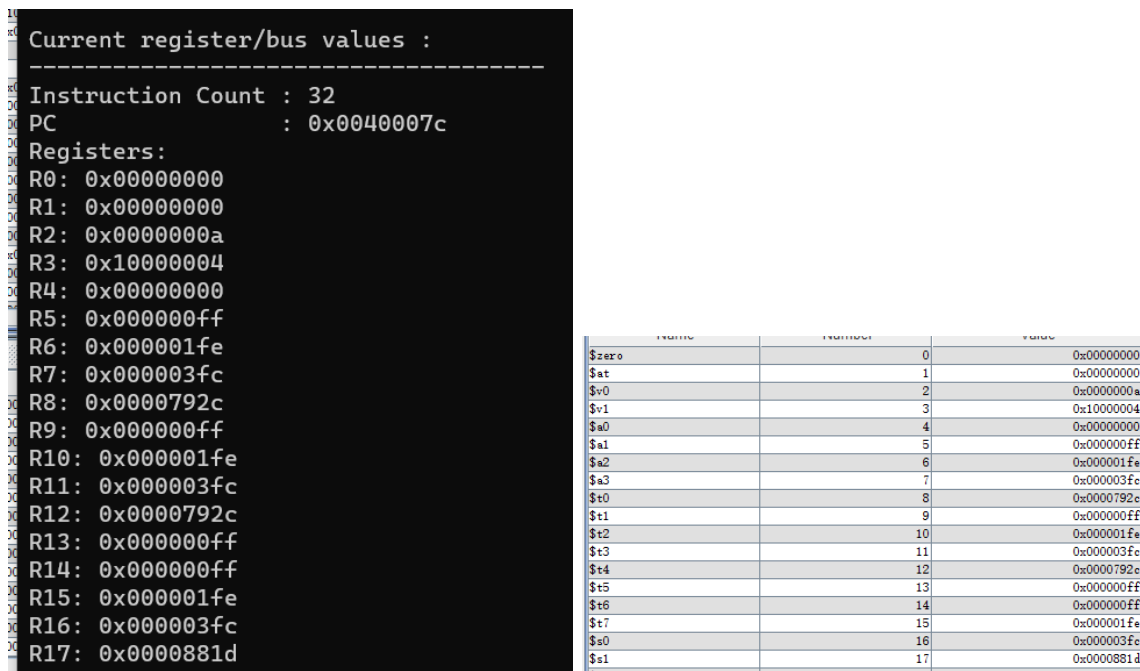 Current register/bus values :
-------------------------------------
Instruction Count : 32
PC                : 0x0040007c
Registers:
R0: 0x00000000
R1: 0x00000000
R2: 0x0000000a
R3: 0x10000004
R4: 0x00000000
R5: 0x000000ff
R6: 0x000001fe
R7: 0x000003fc
R8: 0x0000792c
R9: 0x000000ff
R10: 0x000001fe
R11: 0x000003fc
R12: 0x0000792c
R13: 0x000000ff
R14: 0x000000ff
R15: 0x000001fe
R16: 0x000003fc
R17: 0x0000881d
Name Number Value
$zero 0 0x00000000
$at 1 0x00000000
$v0 2 0x0000000a
$v1 3 0x10000004
$a0 4 0x00000000
$a1 5 0x000000ff
$a2 6 0x000001fe
$a3 7 0x000003fc
$t0 8 0x0000792c
$t1 9 0x000000ff
$t2 10 0x000001fe
$t3 11 0x000003fc
$t4 12 0x0000792c
$t5 13 0x000000ff
$t6 14 0x000000ff
$t7 15 0x000001fe
$s0 16 0x000003fc
$s1 17 0x0000881d